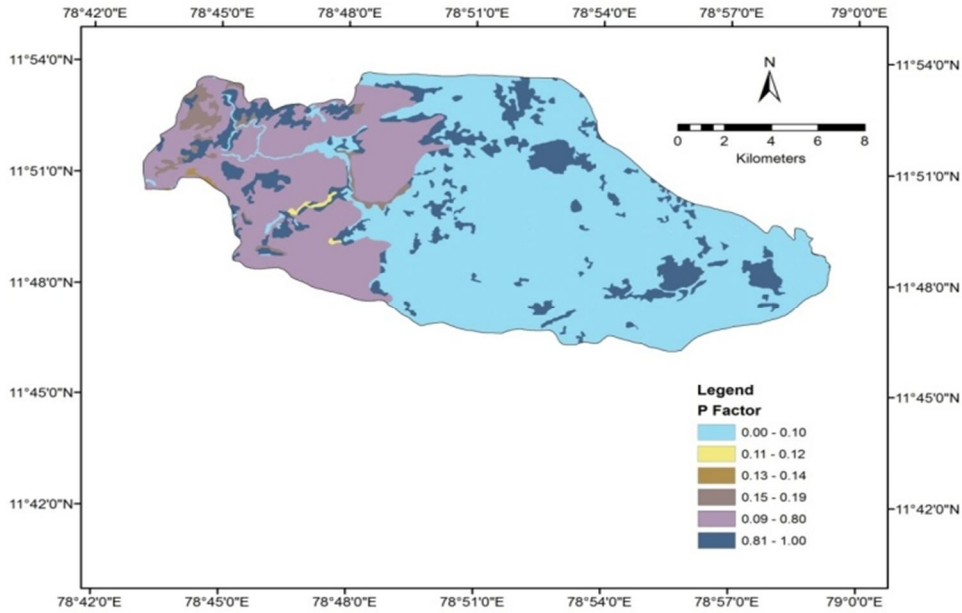 78°42'0"E 78°45'0"E 78°48'0"E 78°51'0"E 78°54'0"E 78°57'0"E 79°0'0"E
11°54'0"N 11°54'0"N
N
0 2 4 6 8
Kilometers
11°51'0"N 11°51'0"N
11°48'0"N 11°48'0"N
11°45'0"N 11°45'0"N
Legend
P Factor
0.00 - 0.10
0.11 - 0.12
0.13 - 0.14
0.15 - 0.19
0.09 - 0.80
0.81 - 1.00
11°42'0"N 11°42'0"N
78°42'0"E 78°45'0"E 78°48'0"E 78°51'0"E 78°54'0"E 78°57'0"E 79°0'0"E